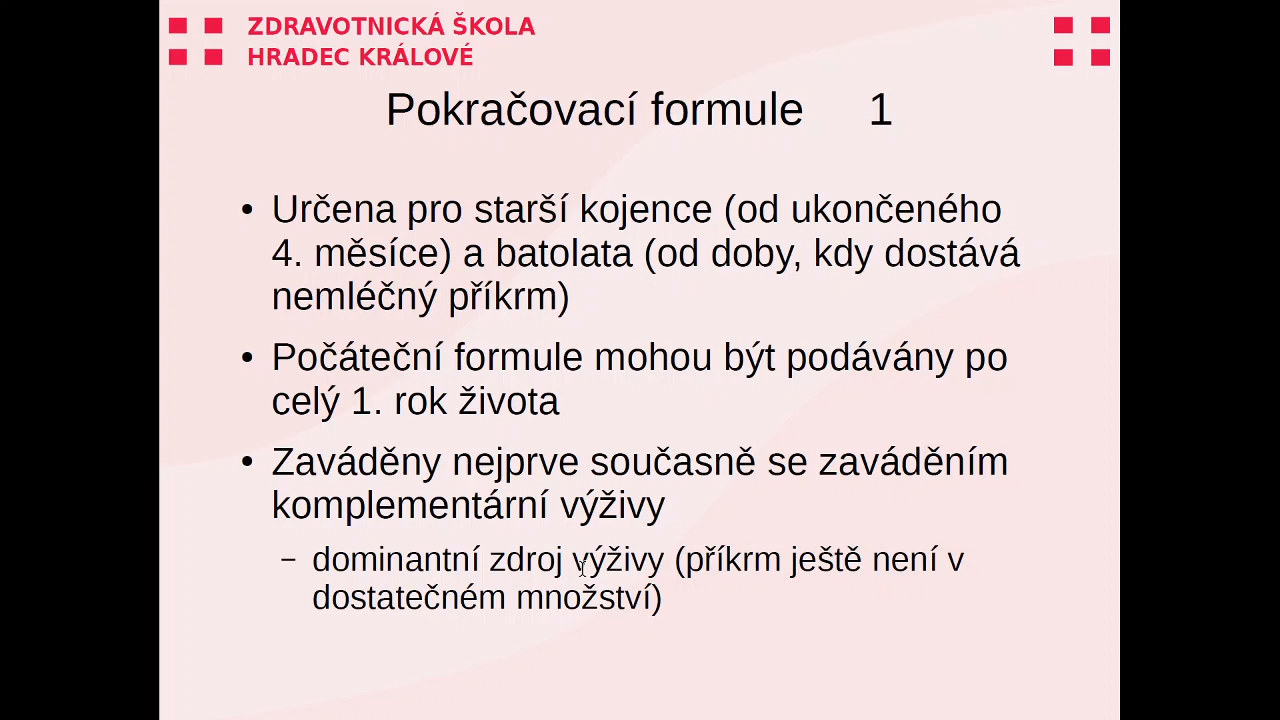 ZDRAVOTNICKÁ ŠKOLA
HRADEC KRÁLOVÉ
Pokračovací formule 1
• Určena pro starší kojence (od ukončeného
4. měsíce) a batolata (od doby, kdy dostává
nemléčný příkrm)
• Počáteční formule mohou být podávány po
celý 1. rok života
• Zaváděny nejprve současně se zaváděním
komplementární výživy
– dominantní zdroj výživy (příkrm ještě není v
dostatečném množství)